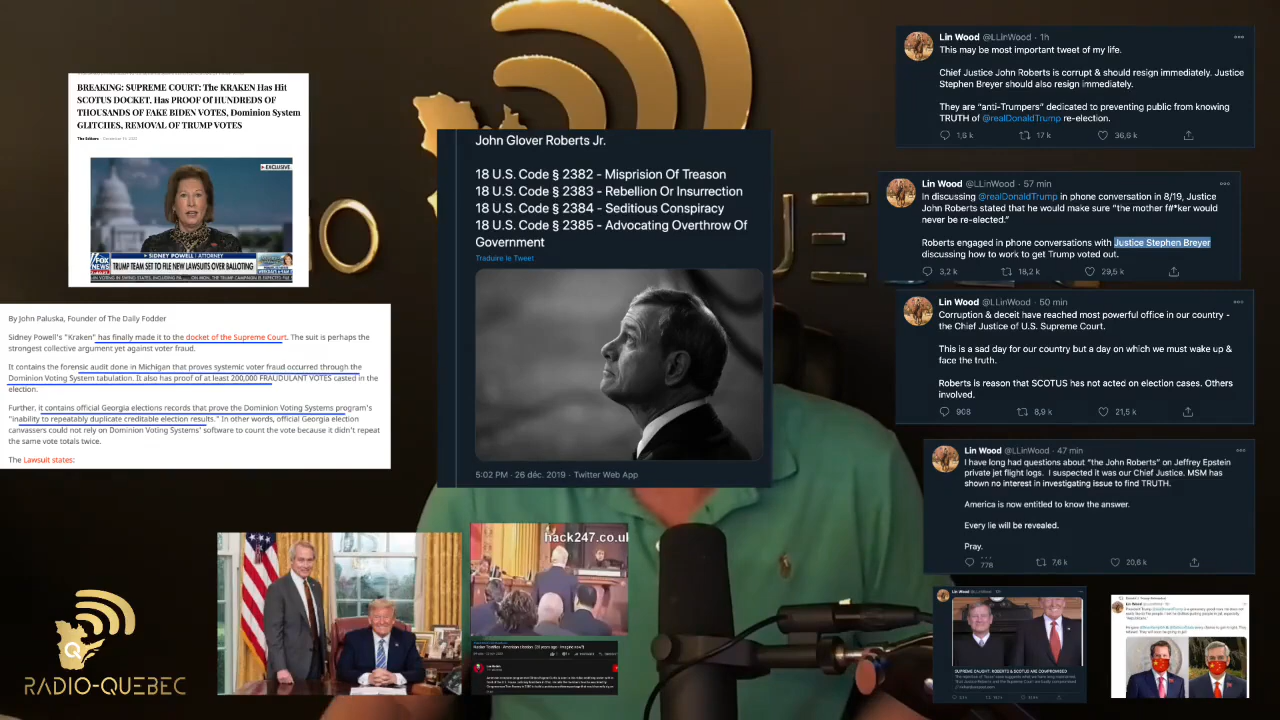 BREAKING: SUPREME COURT: The KRAKEN Has Hit
SCOTUS DOCKET. Has PROOF Of HUNDREDS OF
THOUSANDS OF FAKE BIDEN VOTES, Dominion System
GLITCHES, REMOVAL OF TRUMP VOTES
The Editors
EXCLUSIVE
SIDNEY POWELL · ATTORNEY
FOX NEWS
TRUMP TEAM SET TO FILE NEW LAWSUITS OVER BALLOTING
By John Paluska, Founder of The Daily Fodder
Sidney Powell's "Kraken" has finally made it to the docket of the Supreme Court. The suit is perhaps the
strongest collective argument yet against voter fraud.
It contains the forensic audit done in Michigan that proves systemic voter fraud occurred through the
Dominion Voting System tabulation. It also has proof of at least 200,000 FRAUDULANT VOTES casted in the
election.
Further, it contains official Georgia elections records that prove the Dominion Voting Systems program's
"inability to repeatably duplicate creditable election results." In other words, official Georgia election
canvassers could not rely on Dominion Voting Systems' software to count the vote because it didn't repeat
the same vote totals twice.
The Lawsuit states:
John Glover Roberts Jr.
18 U.S. Code § 2382 - Misprision Of Treason
18 U.S. Code § 2383 - Rebellion Or Insurrection
18 U.S. Code § 2384 - Seditious Conspiracy
18 U.S. Code § 2385 - Advocating Overthrow Of
Government
Traduire le Tweet
5:02 PM · 26 déc. 2019 · Twitter Web App
Lin Wood @LLinWood · 1h
This may be most important tweet of my life.
Chief Justice John Roberts is corrupt & should resign immediately. Justice
Stephen Breyer should also resign immediately.
They are "anti-Trumpers" dedicated to preventing public from knowing
TRUTH of @realDonaldTrump re-election.
1,6 k 17 k 36,6 k
Lin Wood @LLinWood · 57 min
In discussing @realDonaldTrump in phone conversation in 8/19, Justice
John Roberts stated that he would make sure "the mother f#*ker would
never be re-elected."
Roberts engaged in phone conversations with Justice Stephen Breyer
discussing how to work to get Trump voted out.
3,2 k 18,2 k 29,5 k
Lin Wood @LLinWood · 50 min
Corruption & deceit have reached most powerful office in our country -
the Chief Justice of U.S. Supreme Court.
This is a sad day for our country but a day on which we must wake up &
face the truth.
Roberts is reason that SCOTUS has not acted on election cases. Others
involved.
908 8,9 k 21,5 k
Lin Wood @LLinWood · 47 min
I have long had questions about "the John Roberts" on Jeffrey Epstein
private jet flight logs. I suspected it was our Chief Justice. MSM has
shown no interest in investigating issue to find TRUTH.
America is now entitled to know the answer.
Every lie will be revealed.
Pray.
778 7,6 k 20,6 k
hack247.co.uk
Lin Wood
SUPREME CAUGHT: ROBERTS & SCOTUS ARE COMPROMISED
Lin Wood
Q
RADIO-QUEBEC